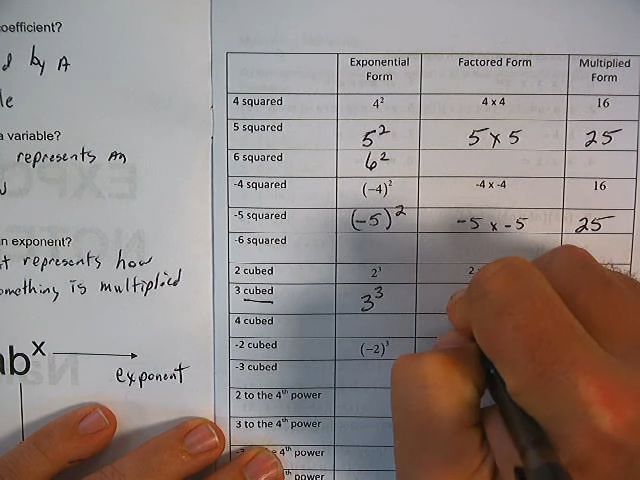 coefficient?
d by A
le
a variable?
represents An
n exponent?
t represents how
omething is multiplied
ab^x
exponent
Exponential Form Factored Form Multiplied Form
4 squared 4² 4 x 4 16
5 squared 5² 5 x 5 25
6 squared 6²
-4 squared (-4)² -4 x -4 16
-5 squared (-5)² -5 x -5 25
-6 squared
2 cubed 2³ 2
3 cubed 3³
4 cubed
-2 cubed (-2)³
-3 cubed
2 to the 4th power
3 to the 4th power
4th power
power